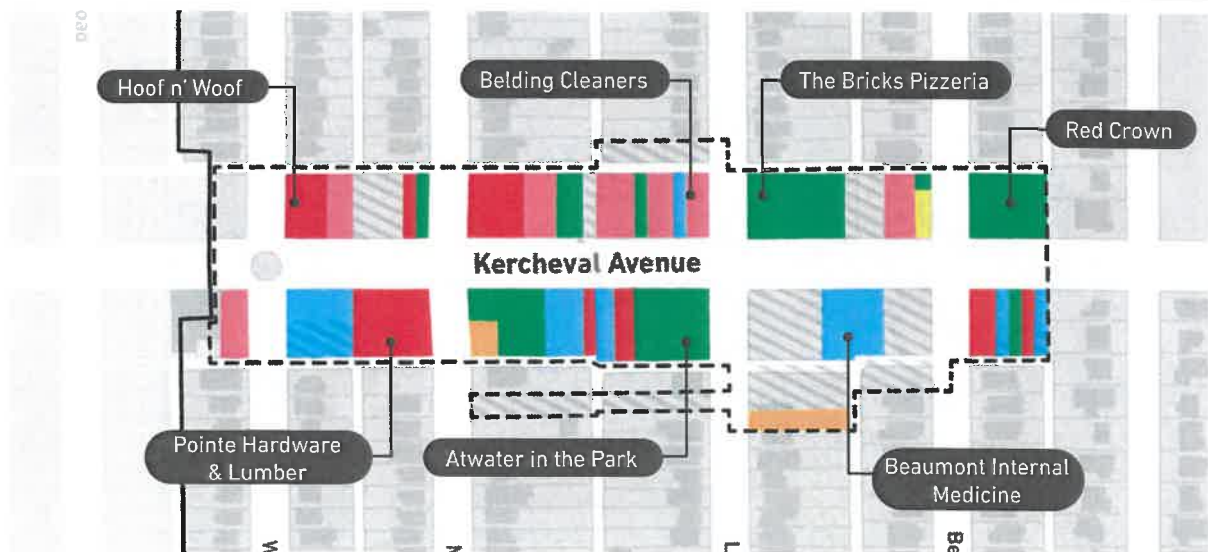 Hoof n' Woof
Belding Cleaners
The Bricks Pizzeria
Red Crown
Kercheval Avenue
Pointe Hardware
& Lumber
Atwater in the Park
Beaumont Internal
Medicine